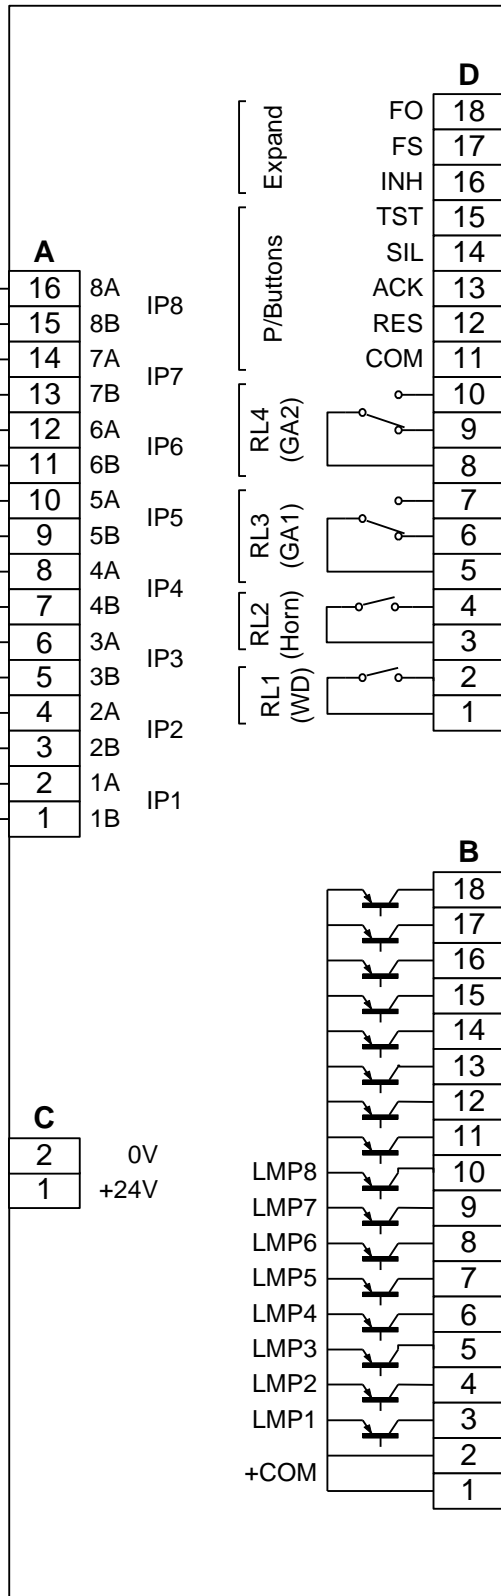 A
16 8A
IP8
15 8B
14 7A
IP7
13 7B
12 6A
IP6
11 6B
10 5A
IP5
9 5B
8 4A
IP4
7 4B
6 3A
IP3
5 3B
4 2A
IP2
3 2B
2 1A
IP1
1 1B
C
2 0V
1 +24V
D
Expand
FO 18
FS 17
INH 16
P/Buttons
TST 15
SIL 14
ACK 13
RES 12
COM 11
RL4
(GA2)
10
9
8
RL3
(GA1)
7
6
5
RL2
(Horn)
4
3
RL1
(WD)
2
1
B
18
17
16
15
14
13
12
11
LMP8 10
LMP7 9
LMP6 8
LMP5 7
LMP4 6
LMP3 5
LMP2 4
LMP1 3
2
+COM
1